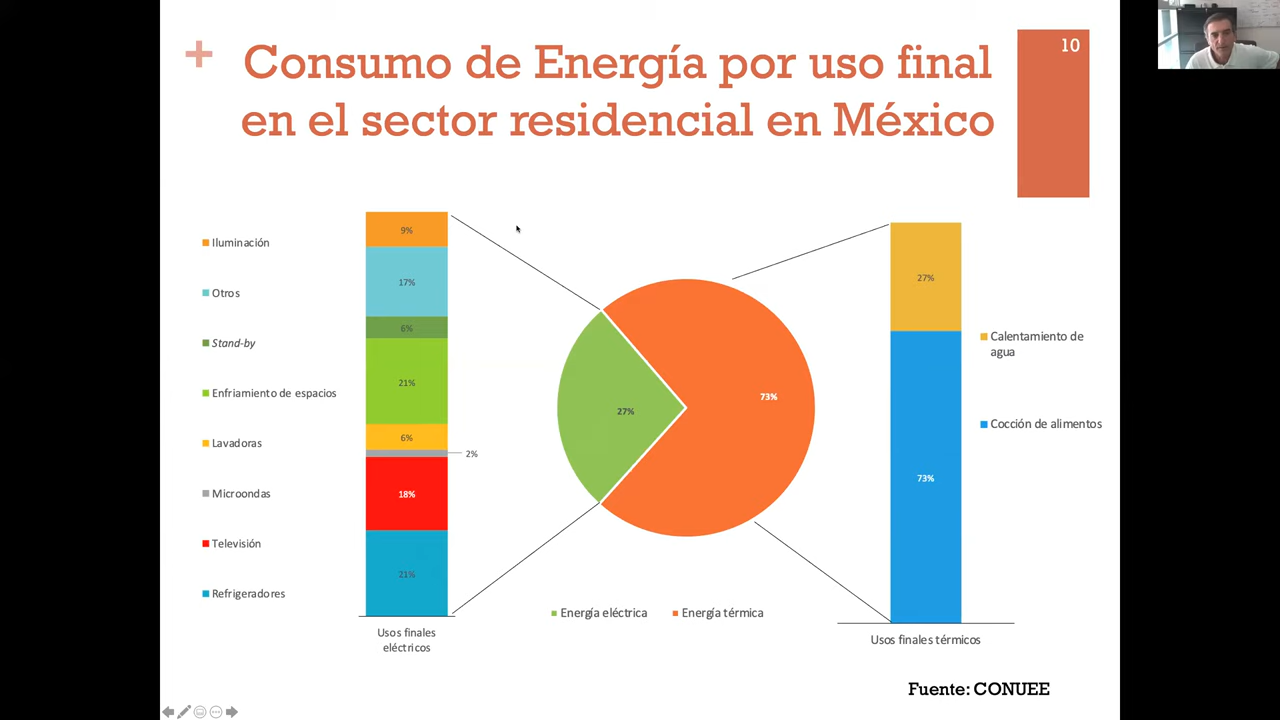 +
Consumo de Energía por uso final
en el sector residencial en México
10
Iluminación
Otros
Stand-by
Enfriamiento de espacios
Lavadoras
Microondas
Televisión
Refrigeradores
9%
17%
6%
21%
6%
2%
18%
21%
Usos finales
eléctricos
27%
73%
Energía eléctrica
Energía térmica
27%
73%
Calentamiento de
agua
Cocción de alimentos
Usos finales térmicos
Fuente: CONUEE